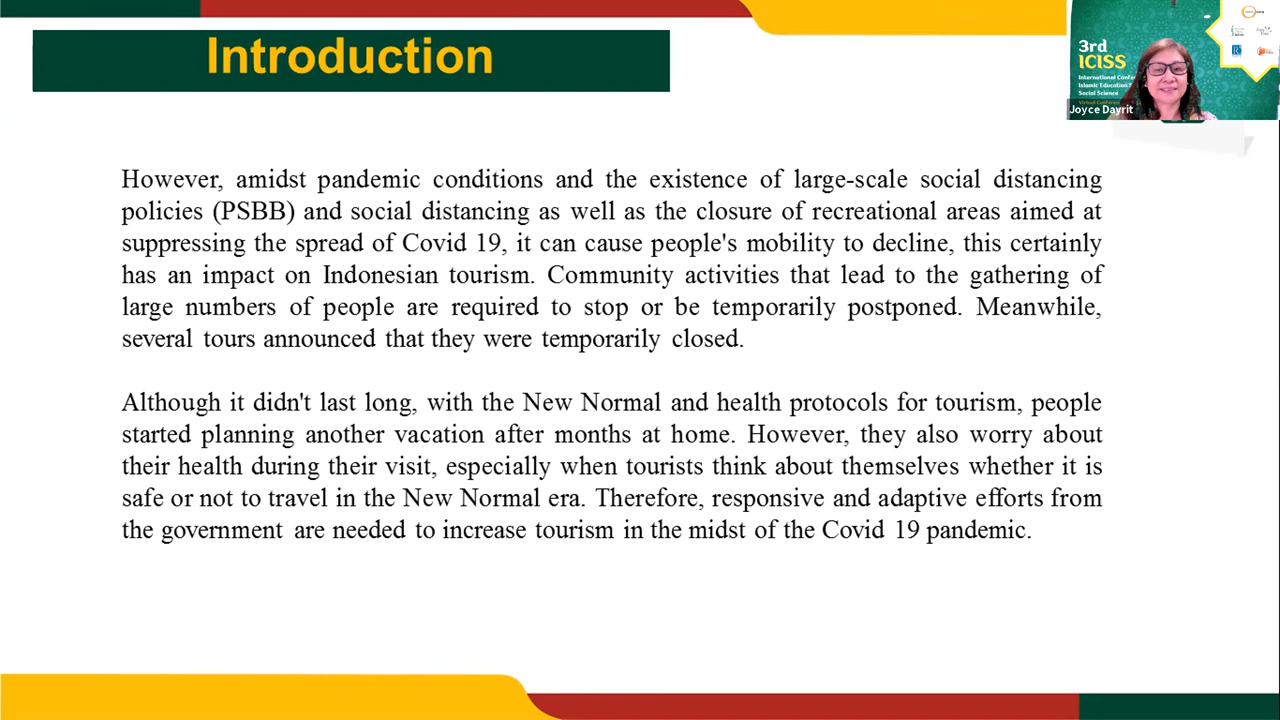 Introduction
3rd
ICISS
International Confe
Islamic Education
Social Science
Joyce Dayrit
However, amidst pandemic conditions and the existence of large-scale social distancing
policies (PSBB) and social distancing as well as the closure of recreational areas aimed at
suppressing the spread of Covid 19, it can cause people's mobility to decline, this certainly
has an impact on Indonesian tourism. Community activities that lead to the gathering of
large numbers of people are required to stop or be temporarily postponed. Meanwhile,
several tours announced that they were temporarily closed.
Although it didn't last long, with the New Normal and health protocols for tourism, people
started planning another vacation after months at home. However, they also worry about
their health during their visit, especially when tourists think about themselves whether it is
safe or not to travel in the New Normal era. Therefore, responsive and adaptive efforts from
the government are needed to increase tourism in the midst of the Covid 19 pandemic.